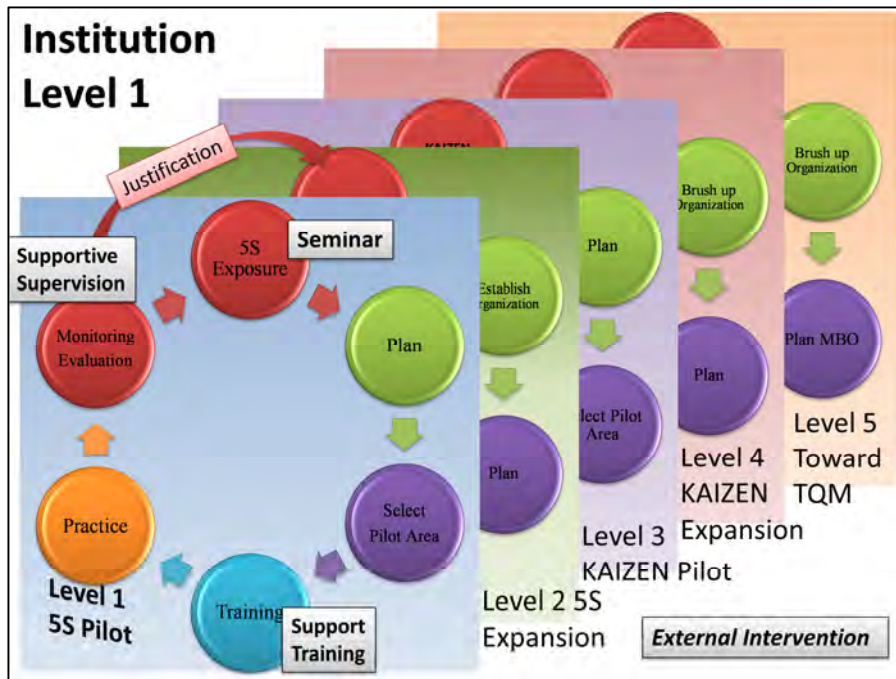 Institution
Level 1
Justification
Supportive
Supervision
5S
Exposure
Seminar
Monitoring
Evaluation
Plan
Practice
Select
Pilot Area
Training
Support
Training
Level 1
5S Pilot
Establish
Organization
Plan
Level 2 5S
Expansion
KAIZEN
Plan
Select Pilot
Area
Level 3
KAIZEN Pilot
Brush up
Organization
Plan
Level 4
KAIZEN
Expansion
Brush up
Organization
Plan MBO
Level 5
Toward
TQM
External Intervention